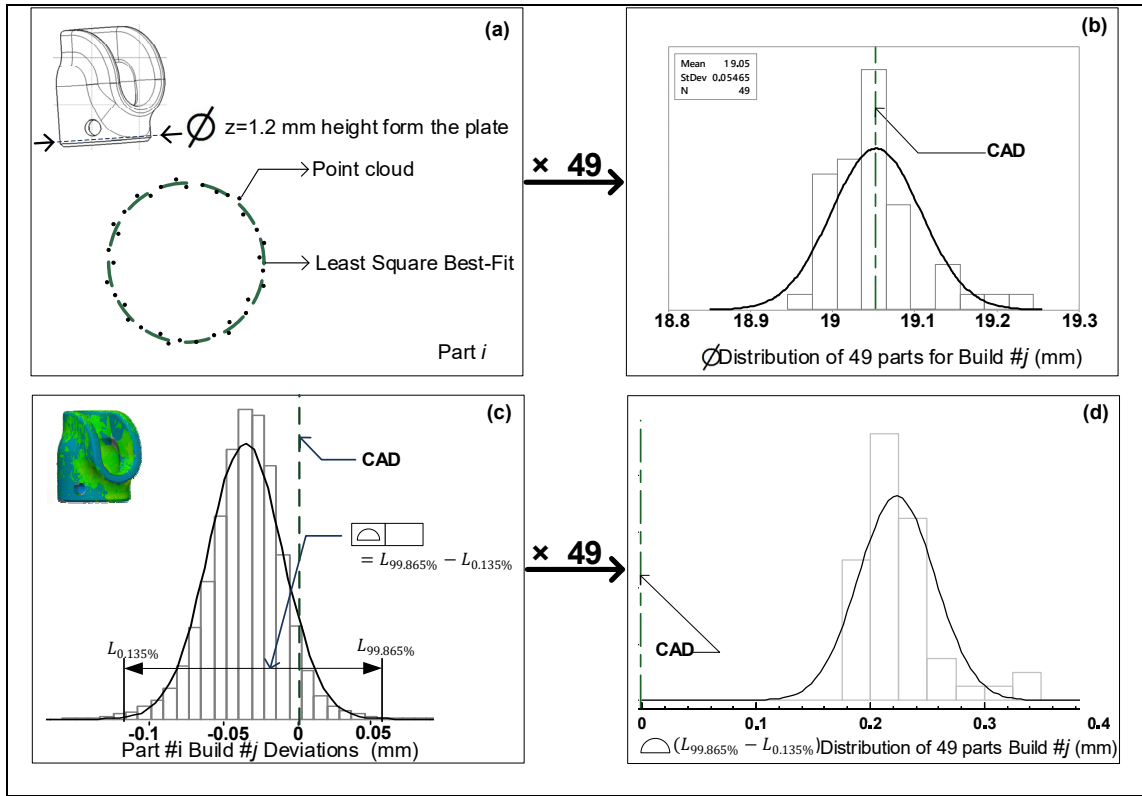 (a)
Ø z=1.2 mm height form the plate
Point cloud
Least Square Best-Fit
Part i
× 49
(b)
Mean 19.05
StDev 0.05465
N 49
CAD
18.8 18.9 19 19.1 19.2 19.3
ØDistribution of 49 parts for Build #j (mm)
(c)
CAD
= L99.865% − L0.135%
L0.135%
L99.865%
-0.1 -0.05 0 0.05
Part #i Build #j Deviations (mm)
× 49
(d)
CAD
0 0.1 0.2 0.3 0.4
⌓(L99.865% − L0.135%)Distribution of 49 parts Build #j (mm)